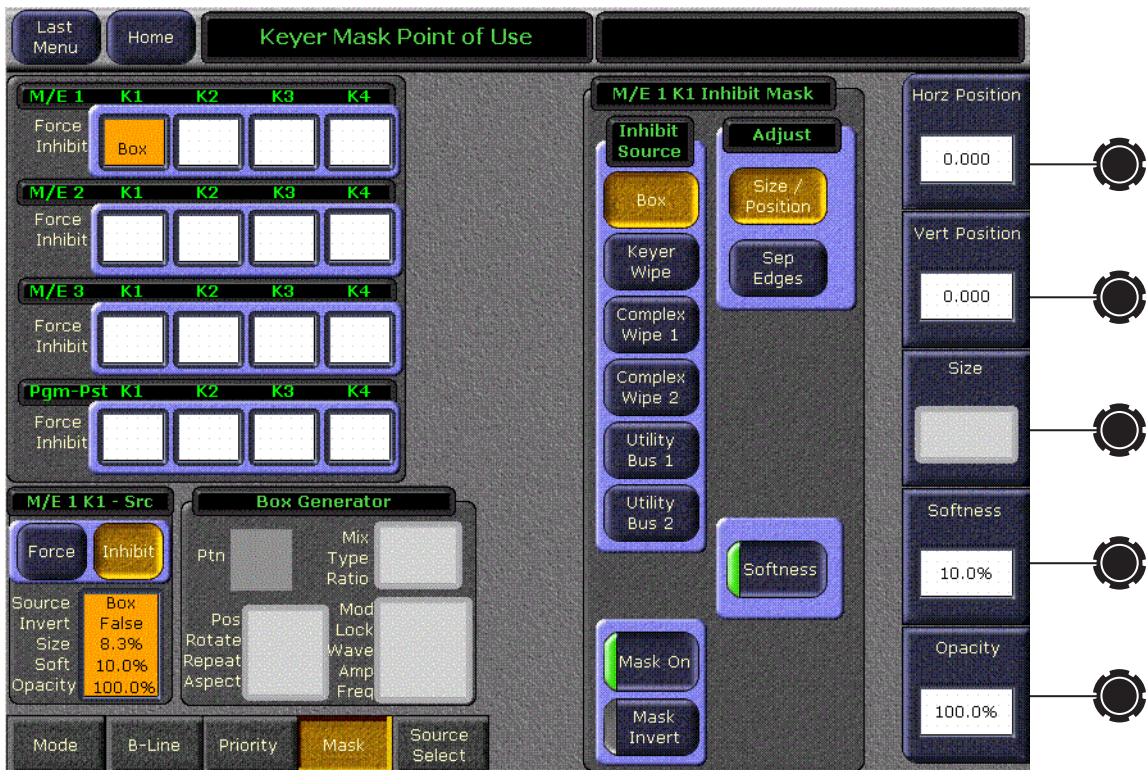 Last
Menu
Home
Keyer Mask Point of Use
M/E 1 K1 K2 K3 K4
Force
Inhibit
Box
M/E 2 K1 K2 K3 K4
Force
Inhibit
M/E 3 K1 K2 K3 K4
Force
Inhibit
Pgm-Pst K1 K2 K3 K4
Force
Inhibit
M/E 1 K1 - Src
Force
Inhibit
Source Box
Invert False
Size 8.3%
Soft 10.0%
Opacity 100.0%
Box Generator
Ptn
Mix
Type
Ratio
Pos
Rotate
Repeat
Aspect
Mod
Lock
Wave
Amp
Freq
Mode
B-Line
Priority
Mask
Source
Select
M/E 1 K1 Inhibit Mask
Inhibit
Source
Box
Keyer
Wipe
Complex
Wipe 1
Complex
Wipe 2
Utility
Bus 1
Utility
Bus 2
Adjust
Size /
Position
Sep
Edges
Softness
Mask On
Mask
Invert
Horz Position
0.000
Vert Position
0.000
Size
Softness
10.0%
Opacity
100.0%